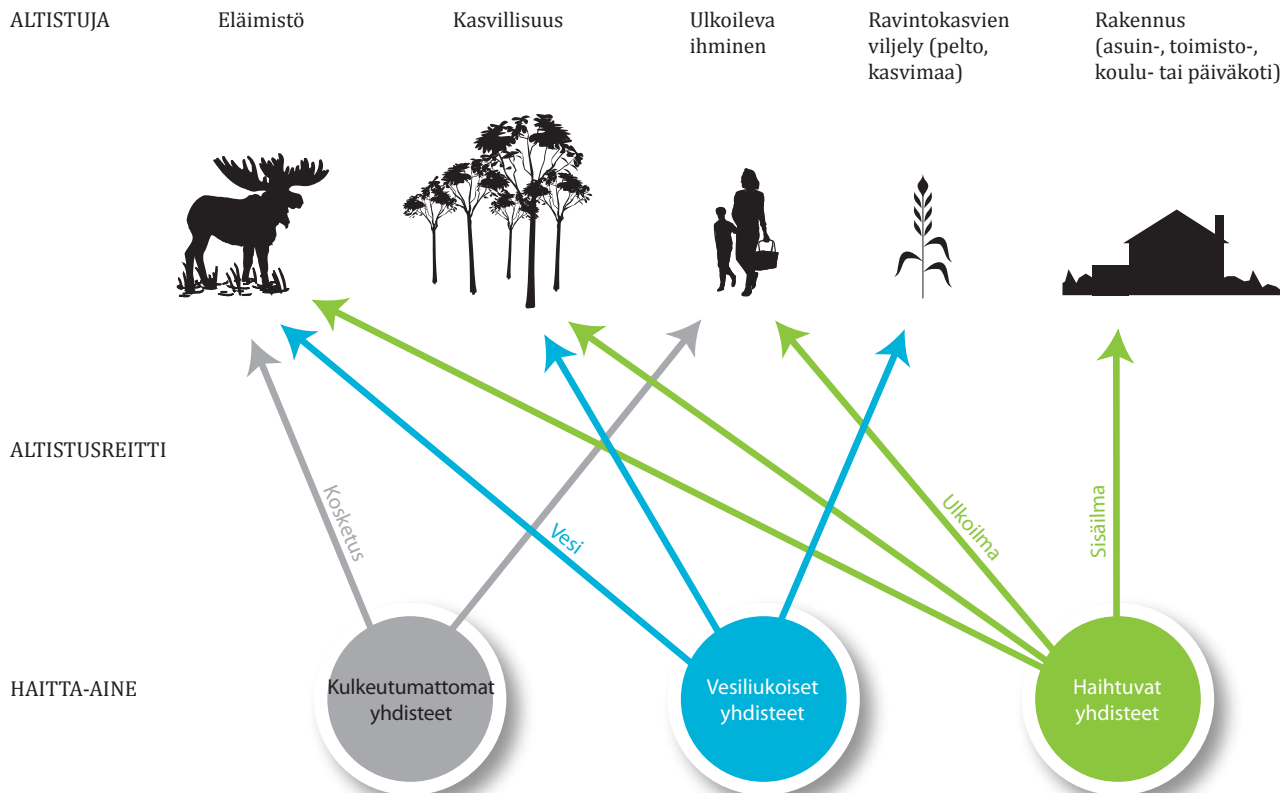 ALTISTUJA
Eläimistö
Kasvillisuus
Ulkoileva
ihminen
Ravintokasvien
viljely (pelto,
kasvimaa)
Rakennus
(asuin-, toimisto-,
koulu- tai päiväkoti)
ALTISTUSREITTI
Kosketus
Vesi
Ulkoilma
Sisäilma
HAITTA-AINE
Kulkeutumattomat
yhdisteet
Vesiliukoiset
yhdisteet
Haihtuvat
yhdisteet